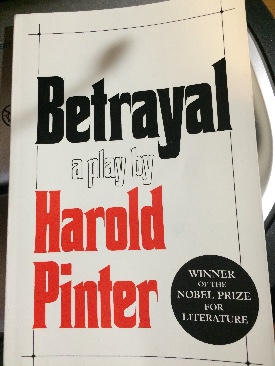 Betrayal
a play by
Harold
Pinter
WINNER
OF THE
NOBEL PRIZE
FOR
LITERATURE